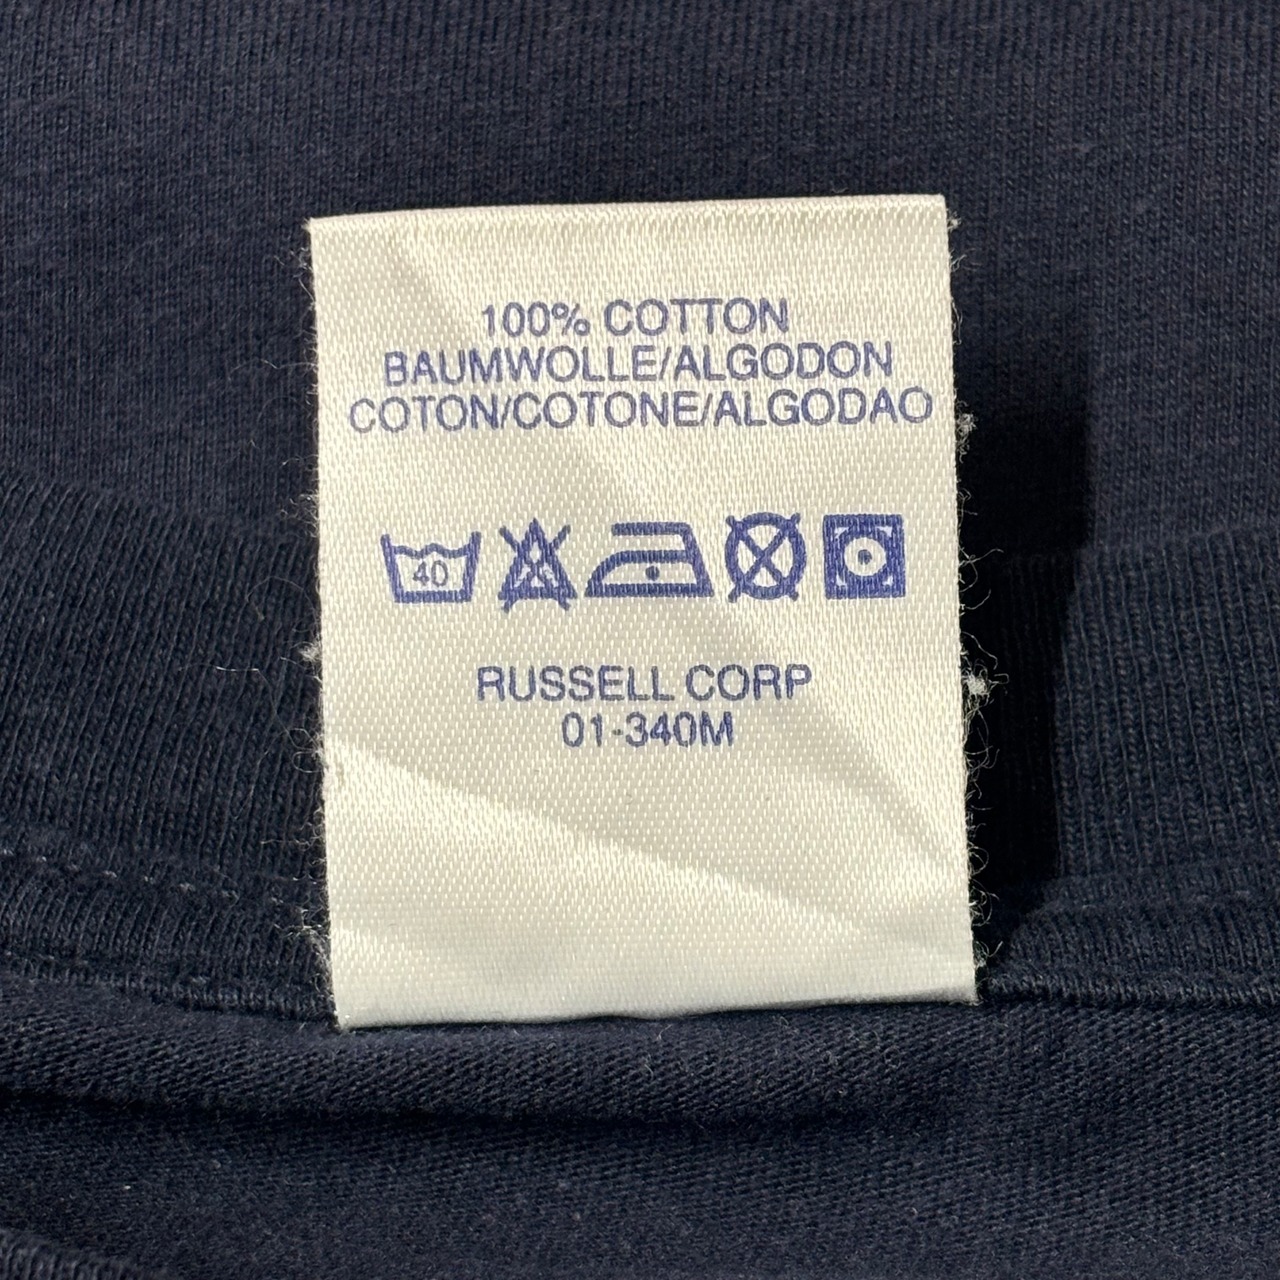 100% COTTON
BAUMWOLLE/ALGODON
COTON/COTONE/ALGODAO
40
RUSSELL CORP
01-340M